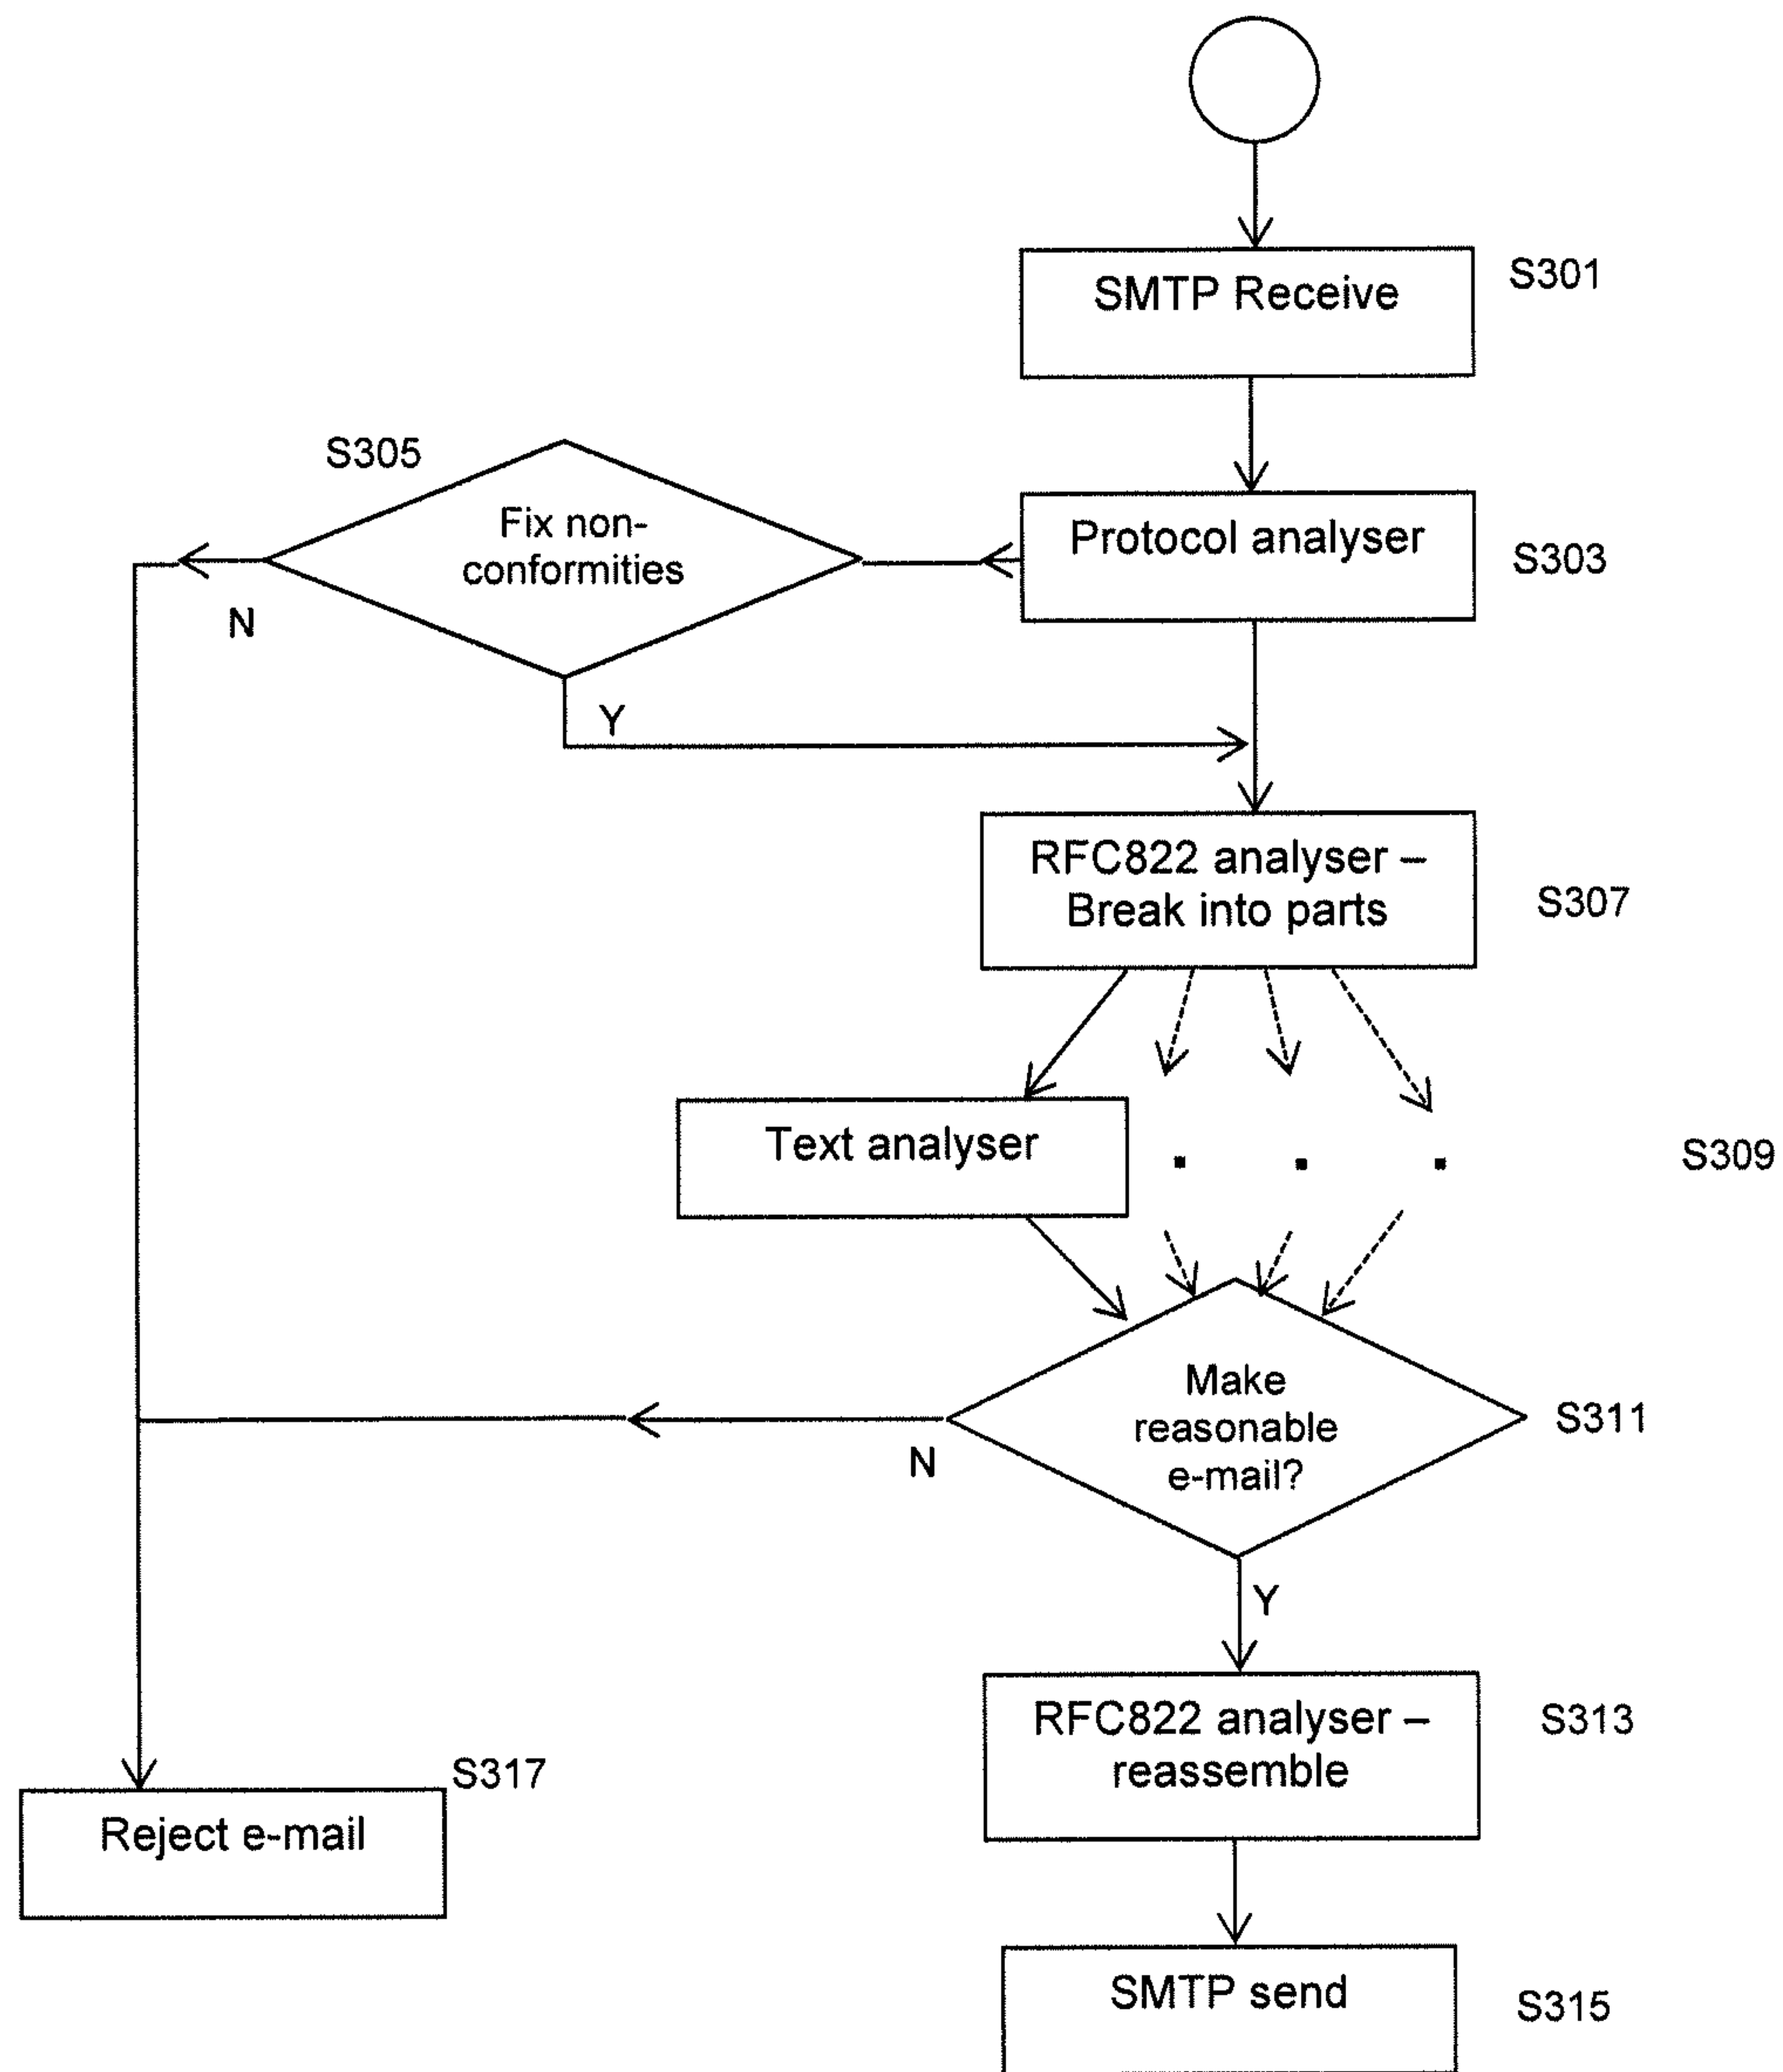 SMTP Receive
S301
S305
Fix non-
conformities
Protocol analyser
S303
N
Y
RFC822 analyser –
Break into parts
S307
Text analyser
S309
Make
reasonable
e-mail?
S311
N
Y
RFC822 analyser –
reassemble
S313
S317
Reject e-mail
SMTP send
S315